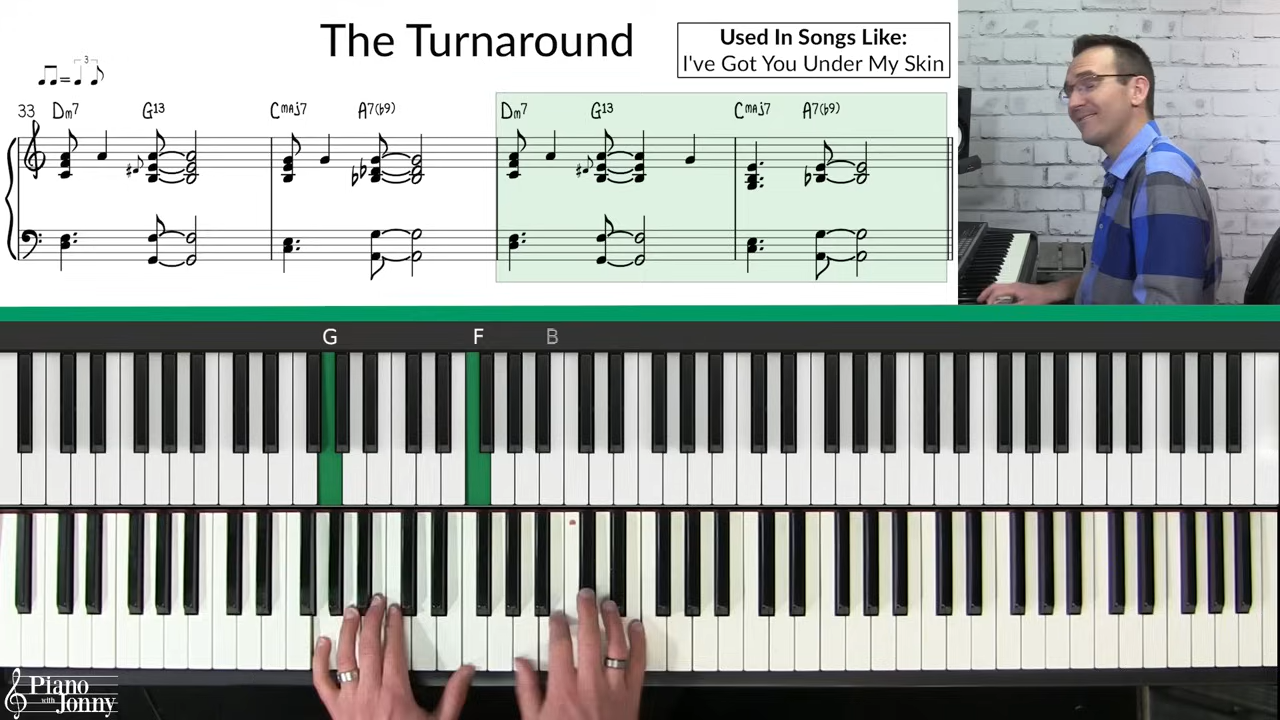 The Turnaround
Used In Songs Like:
I've Got You Under My Skin
3
33 Dm7 G13 Cmaj7 A7(b9) Dm7 G13 Cmaj7 A7(b9)
G F B
Piano
with
Jonny